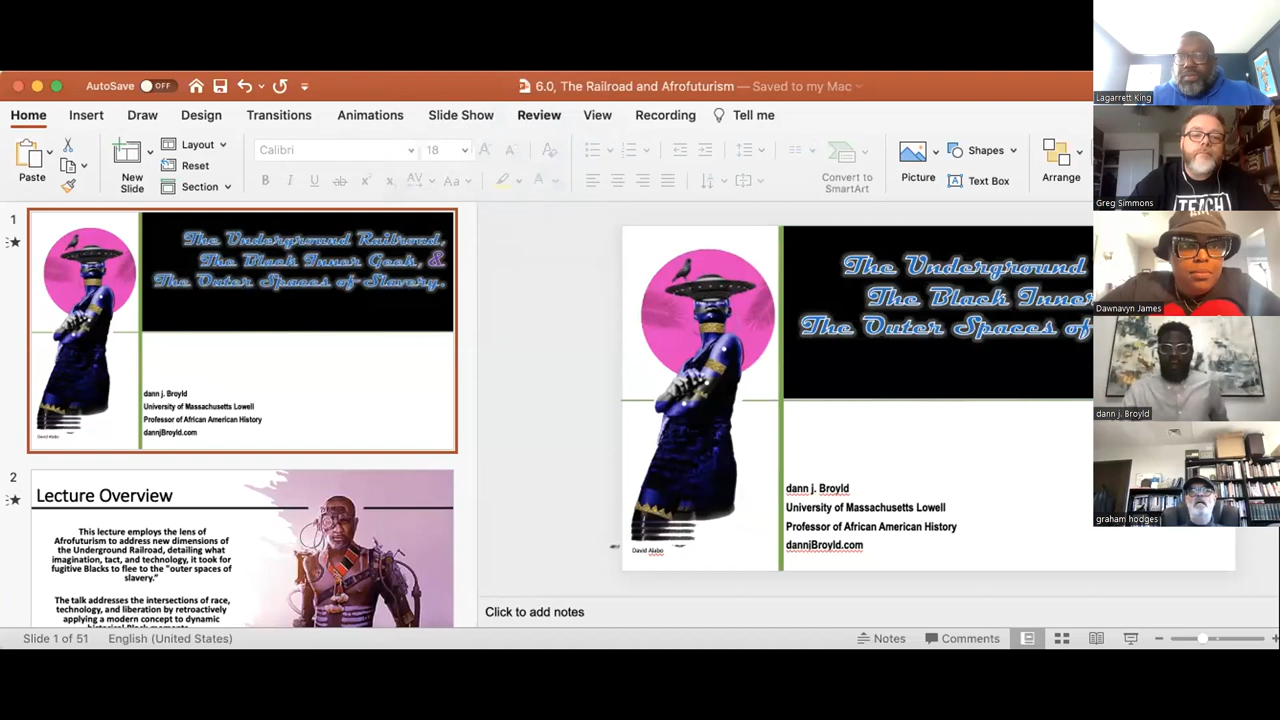 AutoSave OFF
6.0, The Railroad and Afrofuturism — Saved to my Mac
Home Insert Draw Design Transitions Animations Slide Show Review View Recording Tell me
Paste
New
Slide
Layout
Reset
Section
Calibri 18
Convert to
SmartArt
Picture
Shapes
Text Box
Arrange
1
The Underground Railroad,
The Black Inner Geek, &
The Outer Spaces of Slavery.
dann j. Broyld
University of Massachusetts Lowell
Professor of African American History
dannjBroyld.com
David Alabo
2
Lecture Overview
This lecture employs the lens of
Afrofuturism to address new dimensions of
the Underground Railroad, detailing what
imagination, tact, and technology, it took for
fugitive Blacks to flee to the "outer spaces of
slavery."
The talk addresses the intersections of race,
technology, and liberation by retroactively
applying a modern concept to dynamic
historical Black moments
The Underground
The Black Inner
The Outer Spaces of
dann j. Broyld
University of Massachusetts Lowell
Professor of African American History
dannjBroyld.com
David Alabo
Click to add notes
Slide 1 of 51 English (United States) Notes Comments
Lagarrett King
Greg Simmons
TEACH
Dawnavyn James
dann j. Broyld
graham hodges